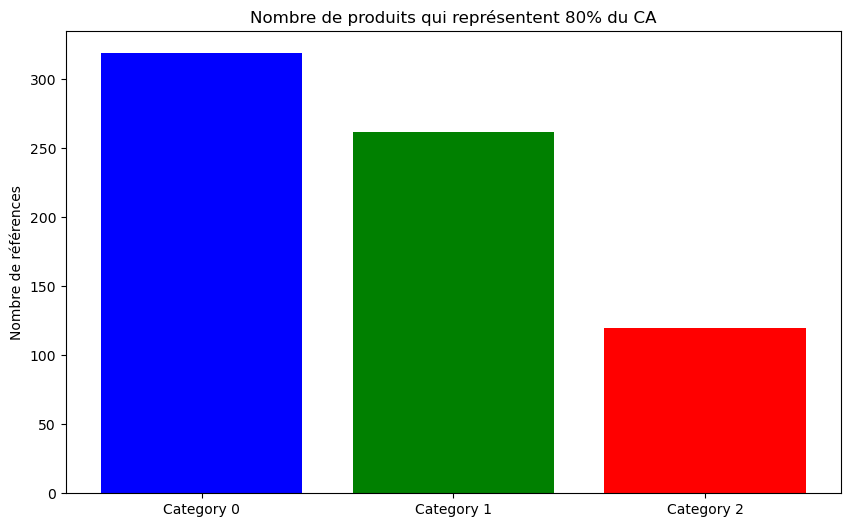 Nombre de produits qui représentent 80% du CA
Nombre de références
300
250
200
150
100
50
0
Category 0
Category 1
Category 2